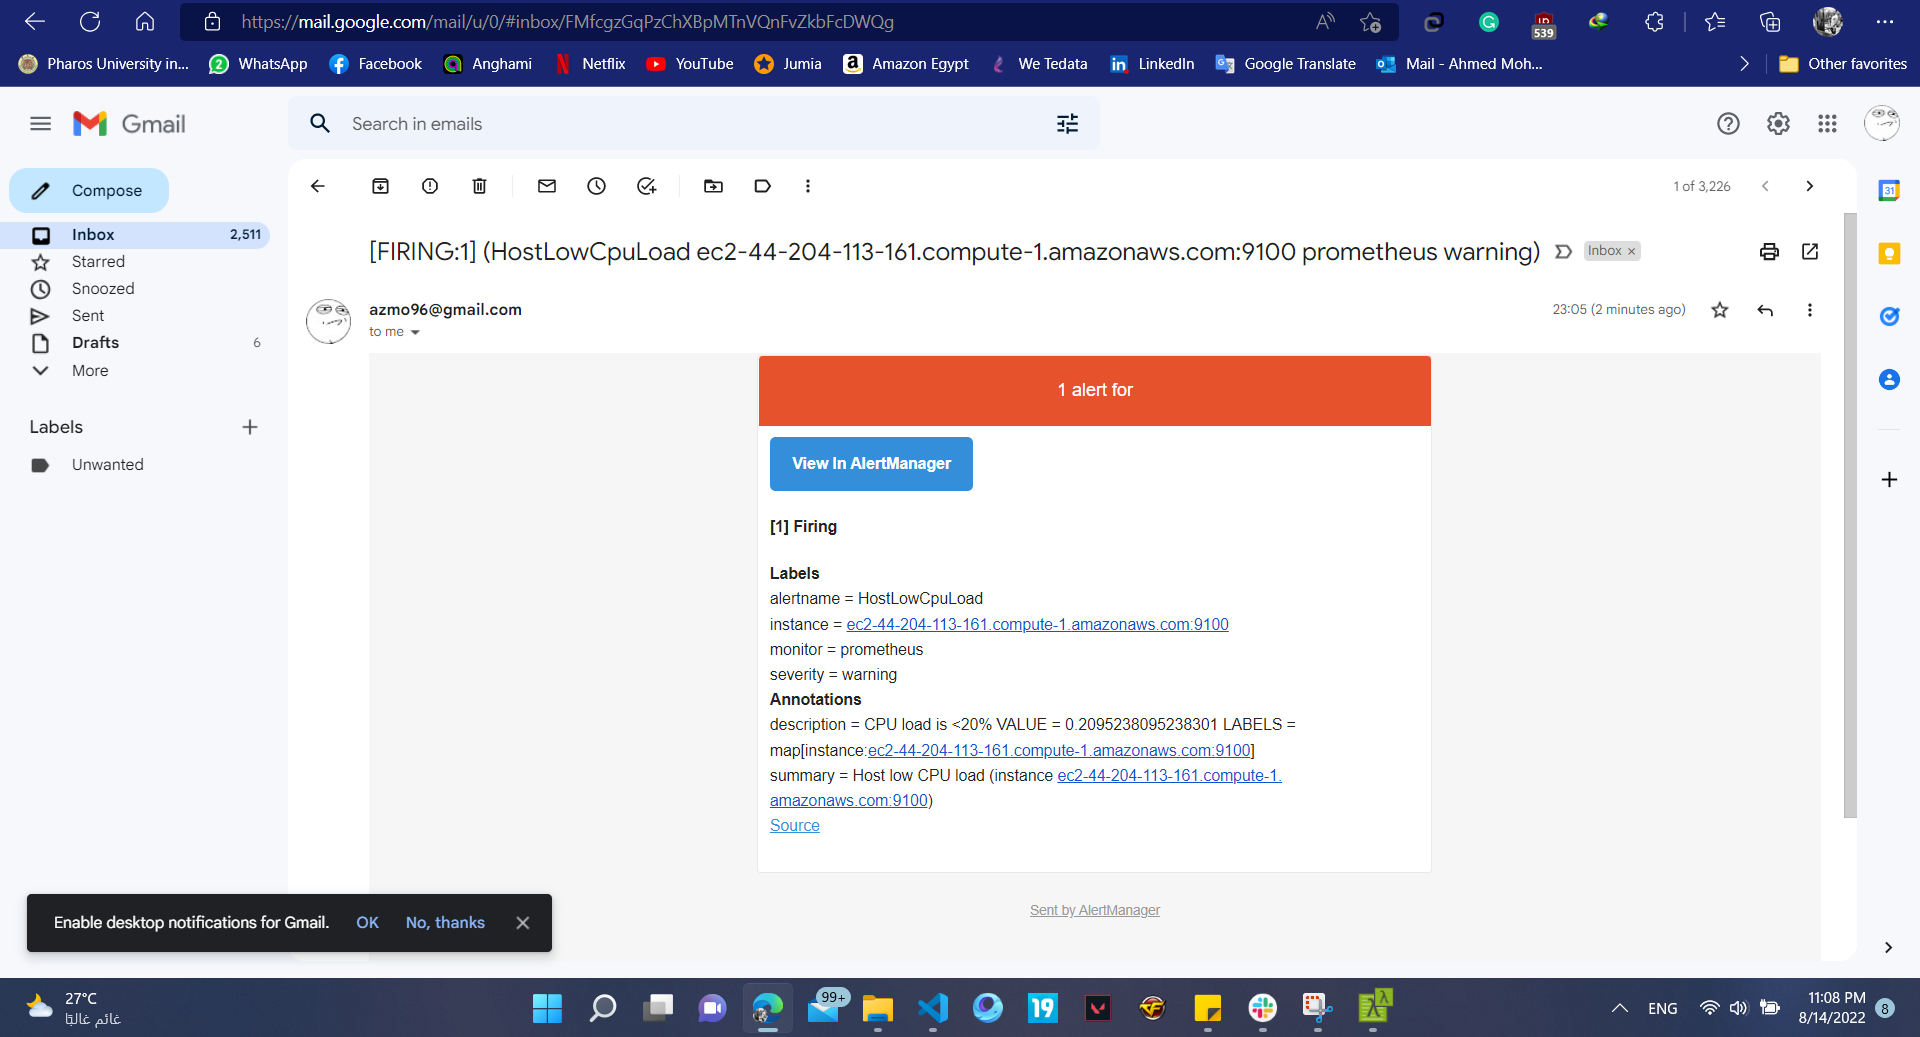 https://mail.google.com/mail/u/0/#inbox/FMfcgzGqPzChXBpMTnVQnFvZkbFcDWQg
539
Pharos University in... WhatsApp Facebook Anghami Netflix YouTube Jumia Amazon Egypt We Tedata LinkedIn Google Translate Mail - Ahmed Moh... Other favorites
Gmail
Search in emails
Compose
1 of 3,226
Inbox 2,511
Starred
Snoozed
Sent
Drafts 6
More
Labels
Unwanted
[FIRING:1] (HostLowCpuLoad ec2-44-204-113-161.compute-1.amazonaws.com:9100 prometheus warning) Inbox ×
azmo96@gmail.com 23:05 (2 minutes ago)
to me
1 alert for
View In AlertManager
[1] Firing
Labels
alertname = HostLowCpuLoad
instance = ec2-44-204-113-161.compute-1.amazonaws.com:9100
monitor = prometheus
severity = warning
Annotations
description = CPU load is <20% VALUE = 0.2095238095238301 LABELS =
map[instance:ec2-44-204-113-161.compute-1.amazonaws.com:9100]
summary = Host low CPU load (instance ec2-44-204-113-161.compute-1.
amazonaws.com:9100)
Source
Sent by AlertManager
31
Enable desktop notifications for Gmail. OK No, thanks
27°C
غائم غالبًا
99+
19
ENG
11:08 PM
8/14/2022
8